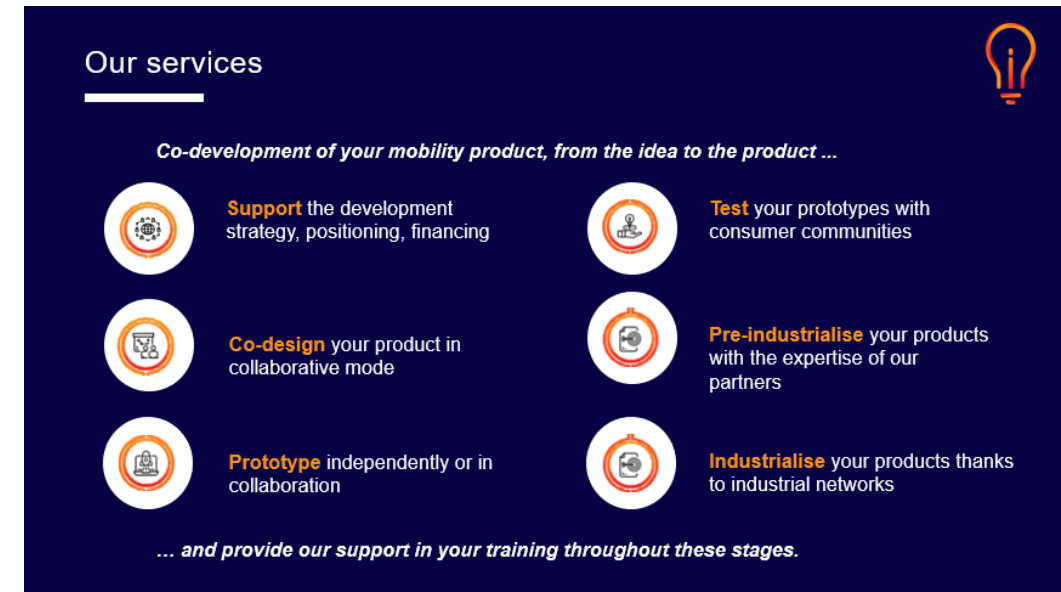 Our services
Co-development of your mobility product, from the idea to the product ...
Support the development
strategy, positioning, financing
Co-design your product in
collaborative mode
Prototype independently or in
collaboration
Test your prototypes with
consumer communities
Pre-industrialise your products
with the expertise of our
partners
Industrialise your products thanks
to industrial networks
… and provide our support in your training throughout these stages.